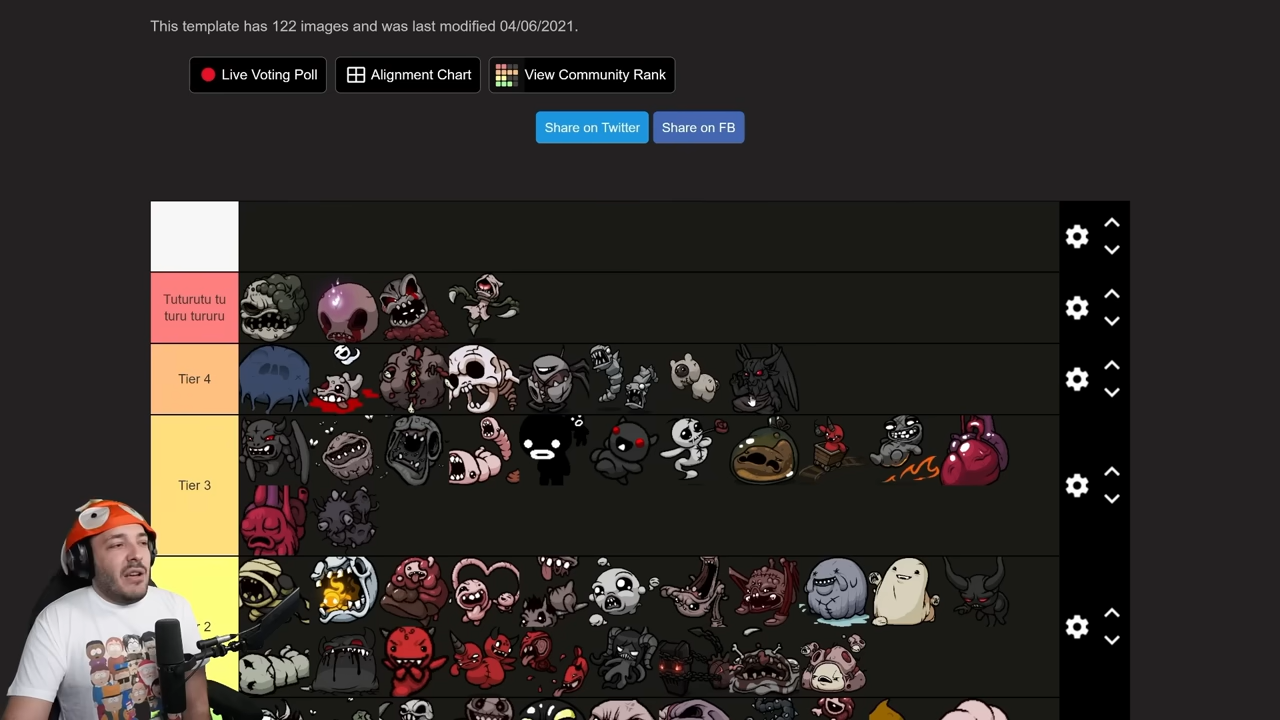 This template has 122 images and was last modified 04/06/2021.
Live Voting Poll
Alignment Chart
View Community Rank
Share on Twitter
Share on FB
Tuturutu tu
turu tururu
Tier 4
Tier 3
2